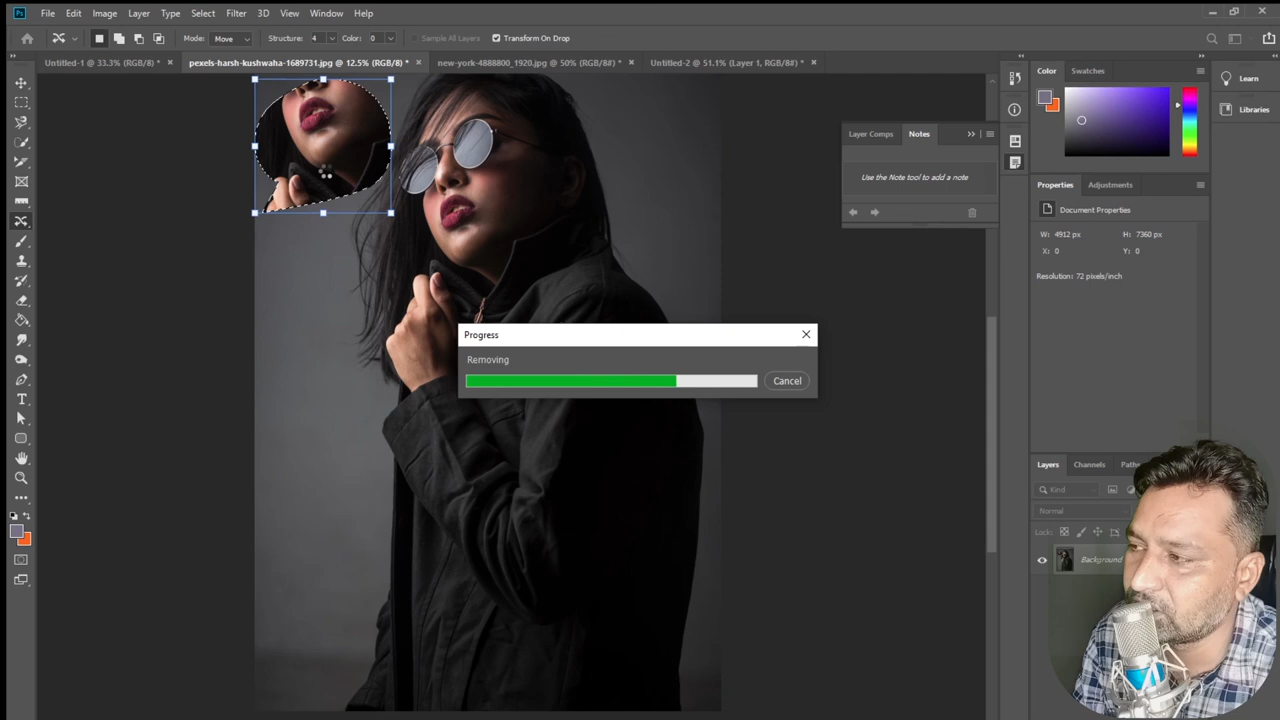 Ps File Edit Image Layer Type Select Filter 3D View Window Help
Mode: Move Structure: 4 Color: 0 Sample All Layers Transform On Drop
Untitled-1 @ 33.3% (RGB/8) * × pexels-harsh-kushwaha-1689731.jpg @ 12.5% (RGB/8) * × new-york-4888800_1920.jpg @ 50% (RGB/8#) * × Untitled-2 @ 51.1% (Layer 1, RGB/8#) * ×
Color Swatches
Learn
Libraries
Layer Comps Notes
Use the Note tool to add a note
Properties Adjustments
Document Properties
W: 4912 px H: 7360 px
X: 0 Y: 0
Resolution: 72 pixels/inch
Progress
Removing
Cancel
Layers Channels
Kind
Normal
Locks:
Background